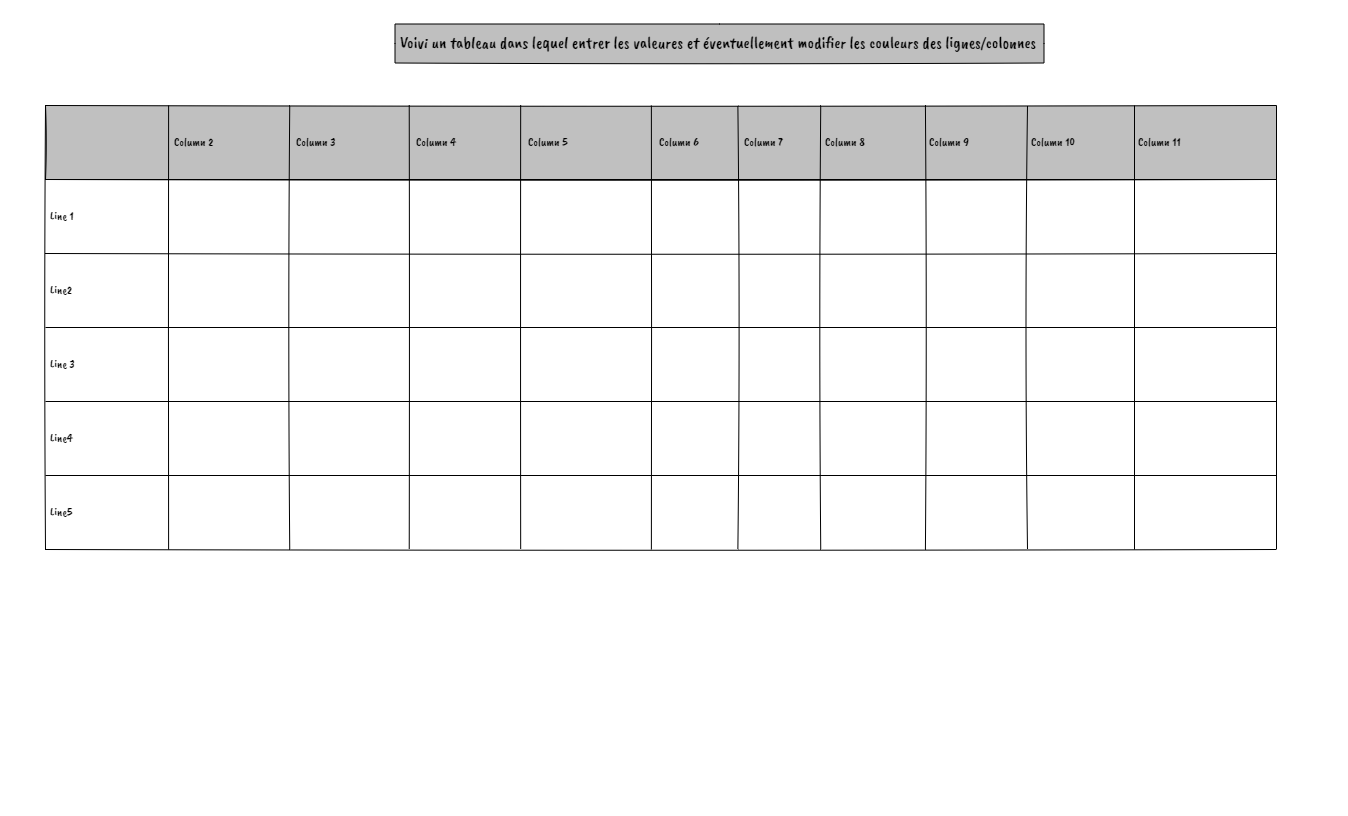 Voivi un tableau dans lequel entrer les valeures et éventuellement modifier les couleurs des lignes/colonnes
Column 2 Column 3 Column 4 Column 5 Column 6 Column 7 Column 8 Column 9 Column 10 Column 11
Line 1
Line2
Line 3
Line4
Line5